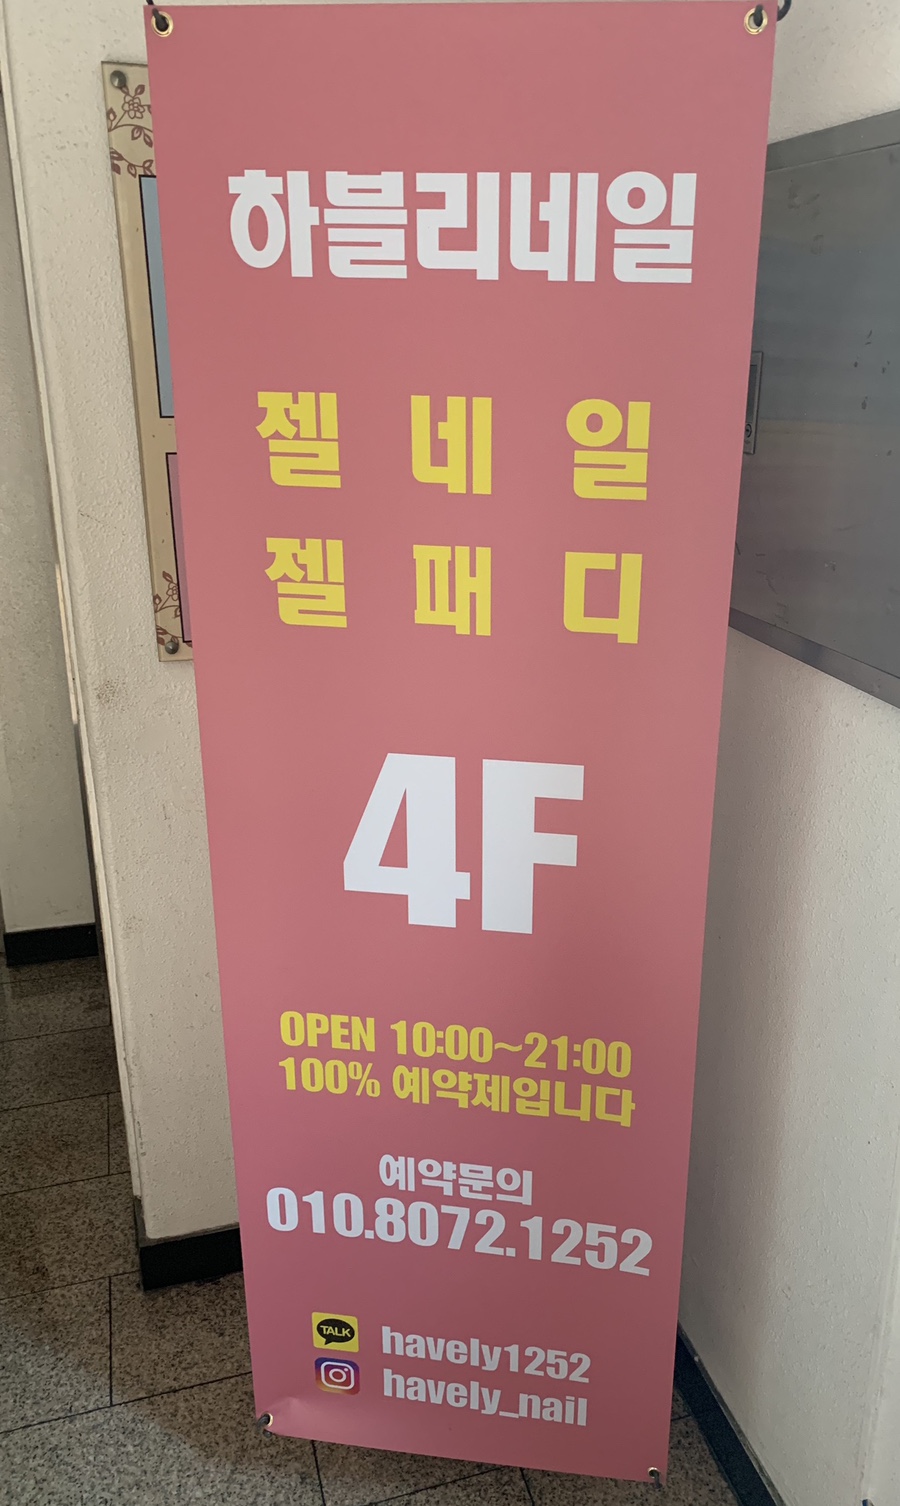 하블리네일
젤 네 일
젤 패 디
4F
OPEN 10:00~21:00
100% 예약제입니다
예약문의
010.8072.1252
TALK havely1252
havely_nail